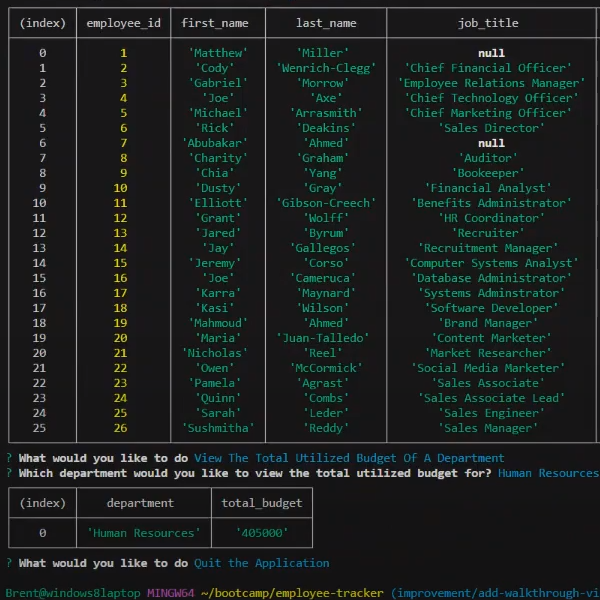 (index) employee_id first_name last_name job_title
0 1 'Matthew' 'Miller' null
1 2 'Cody' 'Wenrich-Clegg' 'Chief Financial Officer'
2 3 'Gabriel' 'Morrow' 'Employee Relations Manager'
3 4 'Joe' 'Axe' 'Chief Technology Officer'
4 5 'Michael' 'Arrasmith' 'Chief Marketing Officer'
5 6 'Rick' 'Deakins' 'Sales Director'
6 7 'Abubakar' 'Ahmed' null
7 8 'Charity' 'Graham' 'Auditor'
8 9 'Chia' 'Yang' 'Bookeeper'
9 10 'Dusty' 'Gray' 'Financial Analyst'
10 11 'Elliott' 'Gibson-Creech' 'Benefits Administrator'
11 12 'Grant' 'Wolff' 'HR Coordinator'
12 13 'Jared' 'Byrum' 'Recruiter'
13 14 'Jay' 'Gallegos' 'Recruitment Manager'
14 15 'Jeremy' 'Corso' 'Computer Systems Analyst'
15 16 'Joe' 'Cameruca' 'Database Administrator'
16 17 'Karra' 'Maynard' 'Systems Adminstrator'
17 18 'Kasi' 'Wilson' 'Software Developer'
18 19 'Mahmoud' 'Ahmed' 'Brand Manager'
19 20 'Maria' 'Juan-Talledo' 'Content Marketer'
20 21 'Nicholas' 'Reel' 'Market Researcher'
21 22 'Owen' 'McCormick' 'Social Media Marketer'
22 23 'Pamela' 'Agrast' 'Sales Associate'
23 24 'Quinn' 'Combs' 'Sales Associate Lead'
24 25 'Sarah' 'Leder' 'Sales Engineer'
25 26 'Sushmitha' 'Reddy' 'Sales Manager'
? What would you like to do View The Total Utilized Budget Of A Department
? Which department would you like to view the total utilized budget for? Human Resources
(index) department total_budget
0 'Human Resources' '405000'
? What would you like to do Quit the Application
Brent@windows8laptop MINGW64 ~/bootcamp/employee-tracker (improvement/add-walkthrough-vi